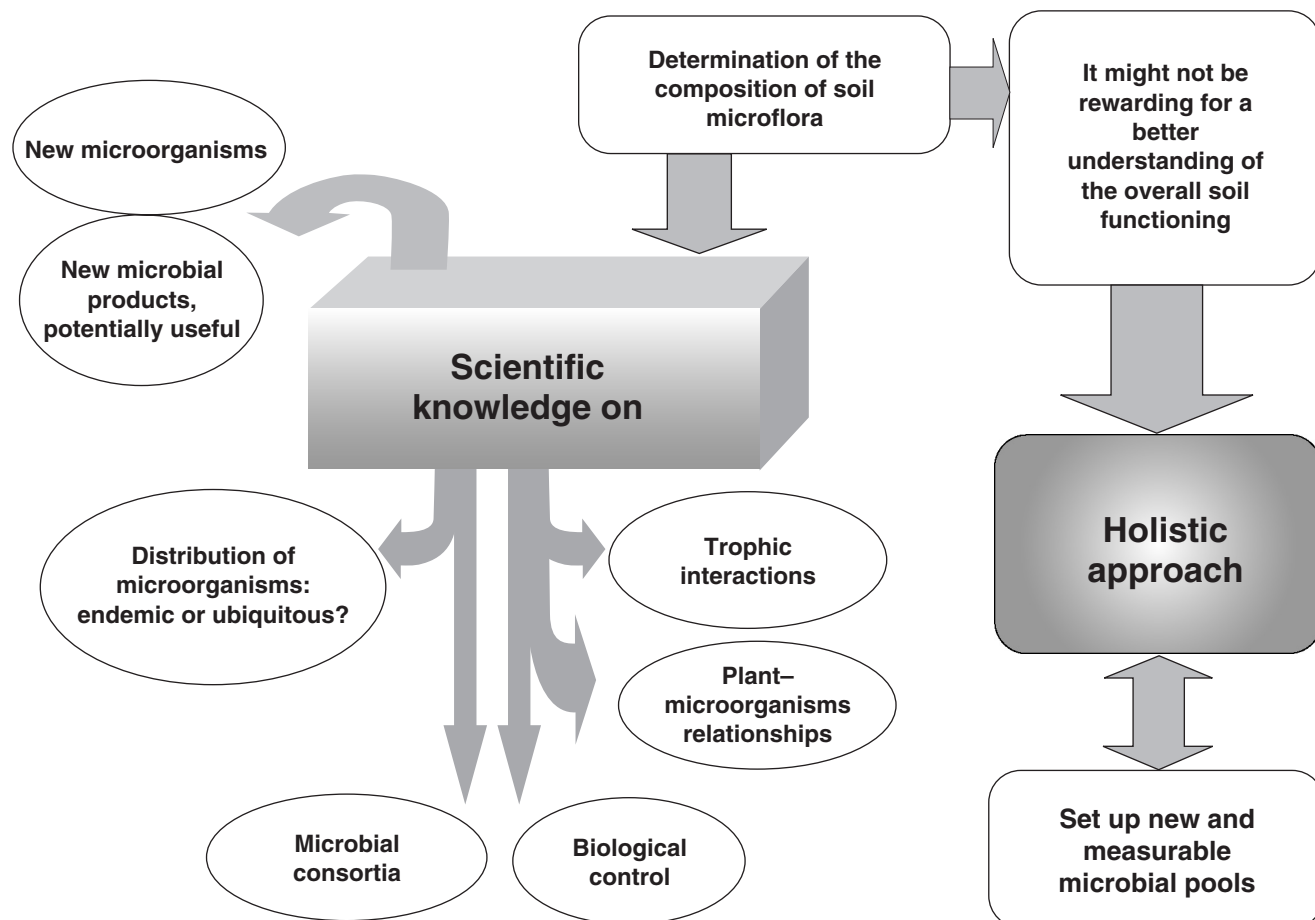 Determination of the
composition of soil
microflora
It might not be
rewarding for a
better
understanding of
the overall soil
functioning
New microorganisms
New microbial
products,
potentially useful
Scientific
knowledge on
Distribution of
microorganisms:
endemic or ubiquitous?
Trophic
interactions
Plant–
microorganisms
relationships
Microbial
consortia
Biological
control
Holistic
approach
Set up new and
measurable
microbial pools